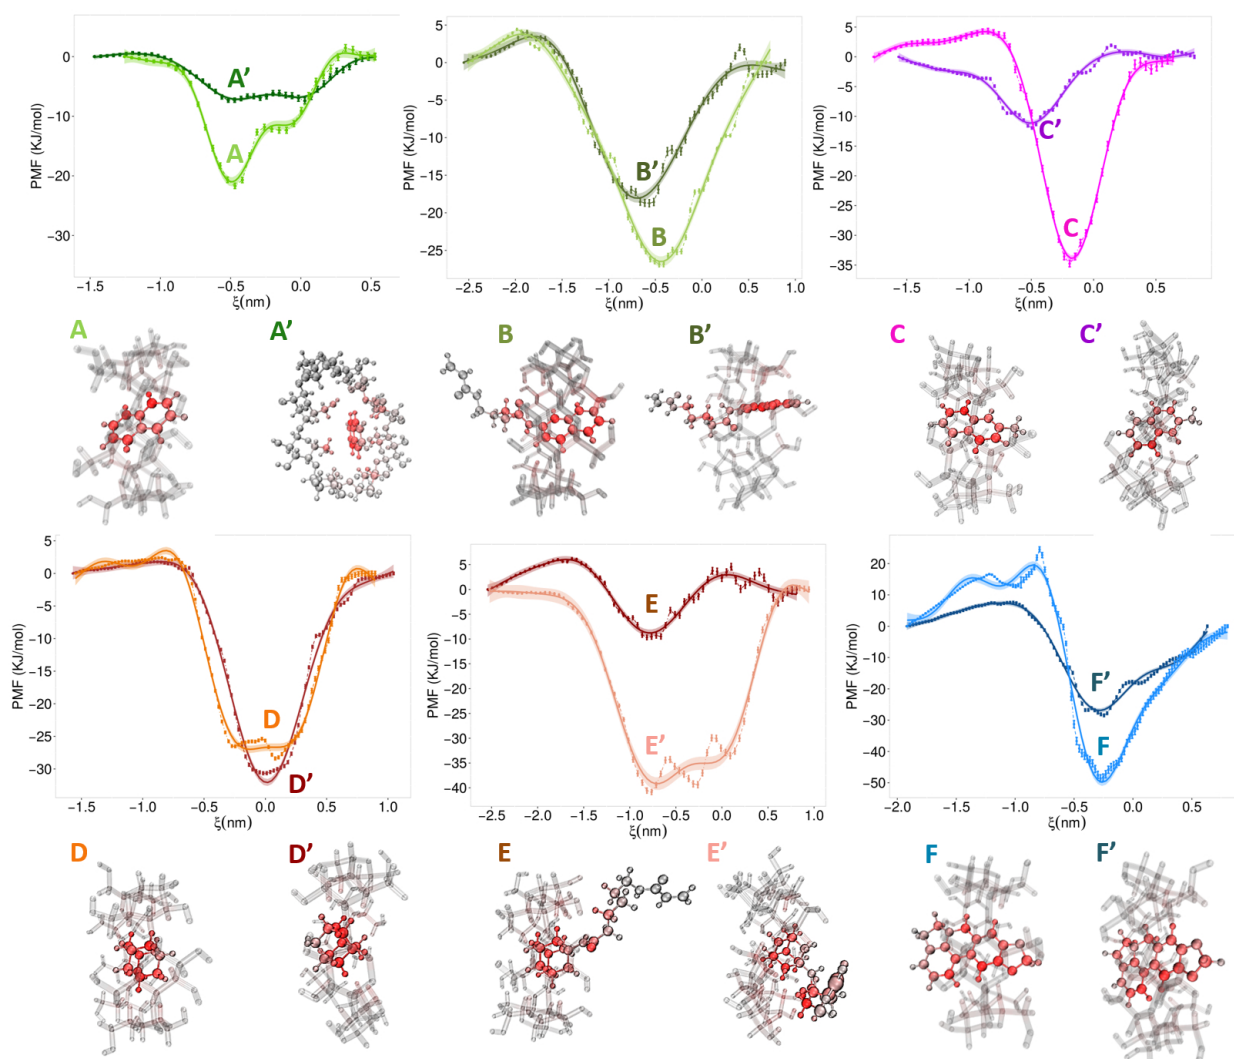 0
−10
−20
−30
PMF (KJ/mol)
A’
A
−1.5 −1.0 −0.5 0.0 0.5
ξ(nm)
5
0
−5
−10
−15
−20
−25
PMF (KJ/mol)
B’
B
−2.5 −2.0 −1.5 −1.0 −0.5 0.0 0.5 1.0
ξ(nm)
5
0
−5
−10
−15
−20
−25
−30
−35
PMF (KJ/mol)
C’
C
−1.5 −1.0 −0.5 0.0 0.5
ξ(nm)
A A’ B B’ C C’
5
0
−5
−10
−15
−20
−25
−30
PMF (KJ/mol)
D
D’
−1.5 −1.0 −0.5 0.0 0.5 1.0
ξ(nm)
5
0
−5
−10
−15
−20
−25
−30
−35
−40
PMF (KJ/mol)
E
E’
−2.5 −2.0 −1.5 −1.0 −0.5 0.0 0.5 1.0
ξ(nm)
20
10
0
−10
−20
−30
−40
−50
PMF (KJ/mol)
F’
F
−2.0 −1.5 −1.0 −0.5 0.0 0.5
ξ(nm)
D D’ E E’ F F’